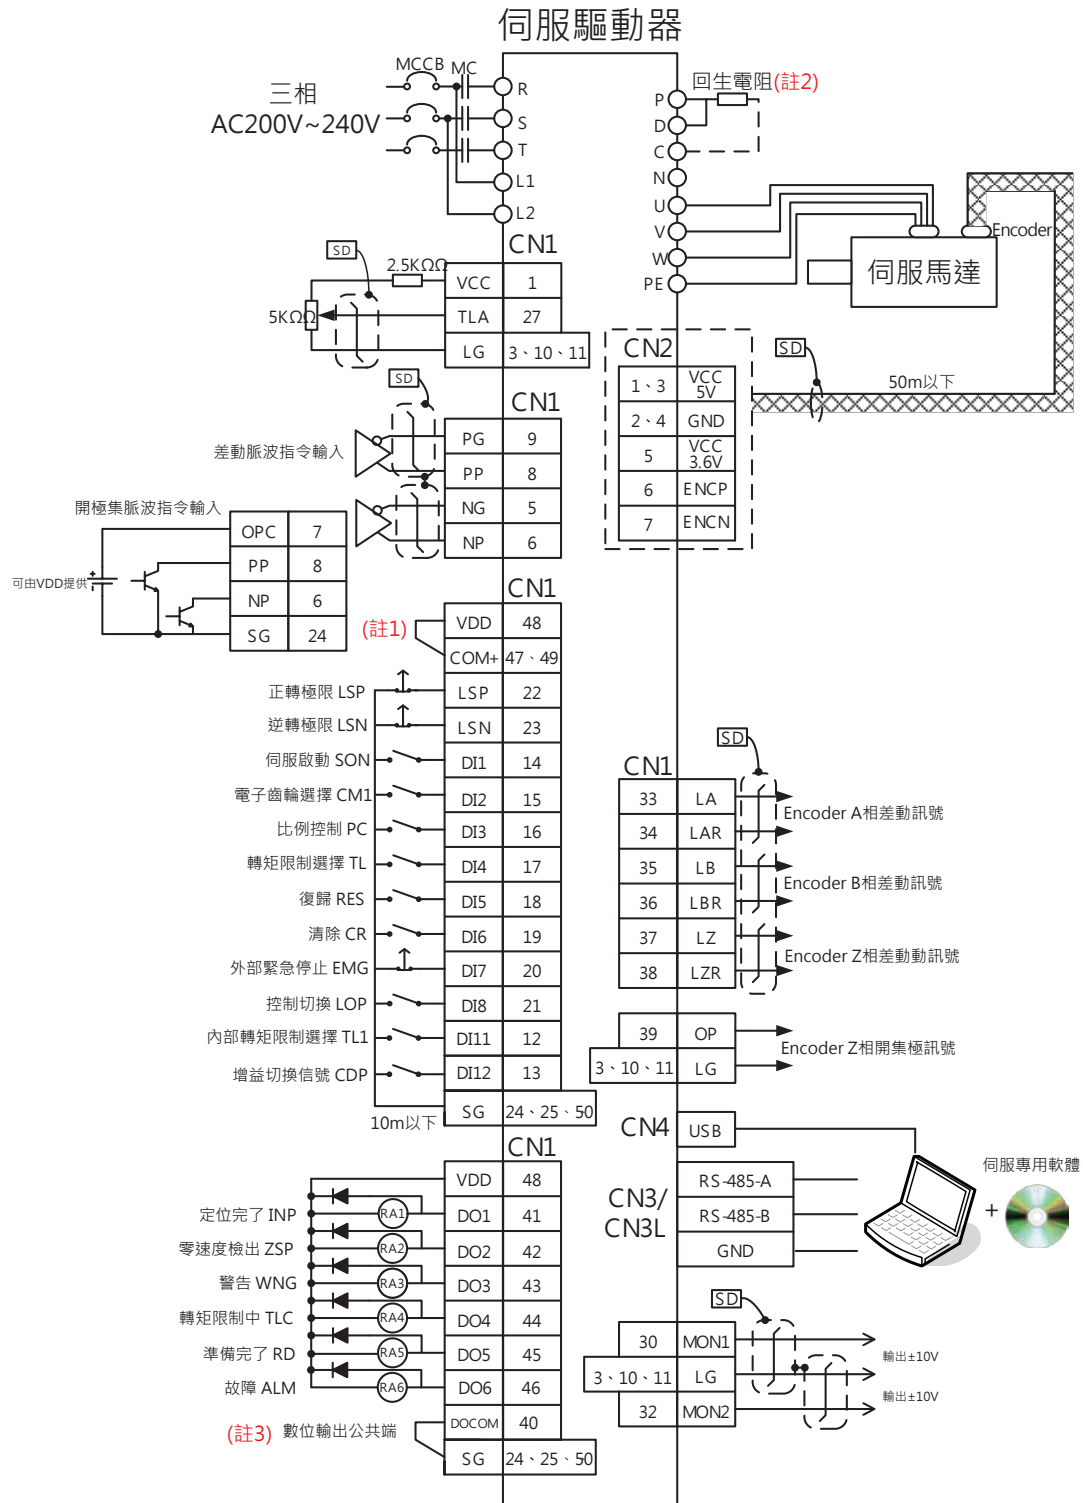 伺服驅動器
三相
AC200V~240V
MCCB
MC
R
S
T
L1
L2
回生電阻(註2)
P
D
C
N
U
V
W
PE
Encoder
伺服馬達
SD
50m以下
CN1
SD
2.5KΩΩ
5KΩΩ
VCC 1
TLA 27
LG 3、10、11
CN2
1、3 VCC 5V
2、4 GND
5 VCC 3.6V
6 ENCP
7 ENCN
CN1
SD
差動脈波指令輸入
PG 9
PP 8
NG 5
NP 6
開極集脈波指令輸入
可由VDD提供
+
-
OPC 7
PP 8
NP 6
SG 24
CN1
(註1)
VDD 48
COM+ 47、49
正轉極限 LSP LSP 22
逆轉極限 LSN LSN 23
伺服啟動 SON DI1 14
電子齒輪選擇 CM1 DI2 15
比例控制 PC DI3 16
轉矩限制選擇 TL DI4 17
復歸 RES DI5 18
清除 CR DI6 19
外部緊急停止 EMG DI7 20
控制切換 LOP DI8 21
內部轉矩限制選擇 TL1 DI11 12
增益切換信號 CDP DI12 13
10m以下
SG 24、25、50
CN1
SD
33 LA
34 LAR
Encoder A相差動訊號
35 LB
36 LBR
Encoder B相差動訊號
37 LZ
38 LZR
Encoder Z相差動動訊號
39 OP
3、10、11 LG
Encoder Z相開集極訊號
CN4 USB
CN3/
CN3L
RS-485-A
RS-485-B
GND
伺服專用軟體
+
CN1
VDD 48
定位完了 INP RA1 DO1 41
零速度檢出 ZSP RA2 DO2 42
警告 WNG RA3 DO3 43
轉矩限制中 TLC RA4 DO4 44
準備完了 RD RA5 DO5 45
故障 ALM RA6 DO6 46
(註3) 數位輸出公共端
DOCOM 40
SG 24、25、50
SD
30 MON1
3、10、11 LG
32 MON2
輸出±10V
輸出±10V